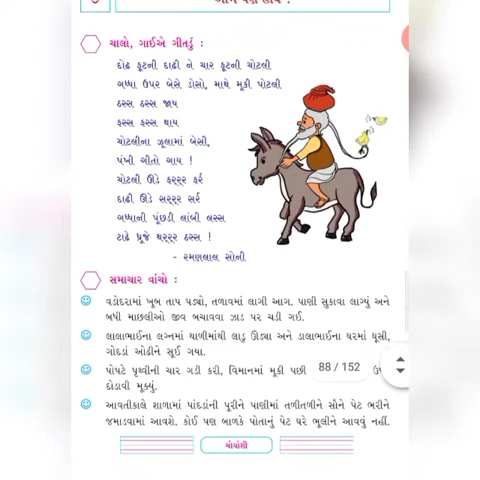 ચાલો, ગાઈએ ગીતડું :
દોઢ ફૂટની દાઢી ને ચાર ફૂટની ચોટલી
બધ્ધા ઉપર બેસે ડોસો, માથે મૂકી પોટલી
ઠસ્સ ઠસ્સ જાય
ફસ્સ ફસ્સ થાય
ચોટલીના ઝૂલામાં બેસી,
પંખી ગીતો ગાય !
ચોટલી ઊડે ફરરર ફર્ર
દાઢી ઊડે સરરર સર્ર
બધ્ધાની પૂંછડી લાંબી લસ્સ
ટાઢે ધ્રૂજે થરરર ઠસ્સ !
- રમણલાલ સોની
સમાચાર વાંચો :
વડોદરામાં ખૂબ તાપ પડ્યો, તળાવમાં લાગી આગ. પાણી સુકાવા લાગ્યું અને
બધી માછલીઓ જીવ બચાવવા ઝાડ પર ચડી ગઈ.
લાલાભાઈના લગ્નમાં થાળીમાંથી લાડુ ઊડ્યા અને ડાલાભાઈના ઘરમાં ઘૂસી,
ગોદડાં ઓઢીને સૂઈ ગયા.
પોપટે પૃથ્વીની ચાર ગડી કરી, વિમાનમાં મૂકી પછી
88 / 152
દોડાવી મૂક્યું.
આવતીકાલે શાળામાં પાંદડાંની પૂરીને પાણીમાં તળીતળીને સૌને પેટ ભરીને
જમાડવામાં આવશે. કોઈ પણ બાળકે પોતાનું પેટ ઘરે ભૂલીને આવવું નહીં.
ચોર્યાશી